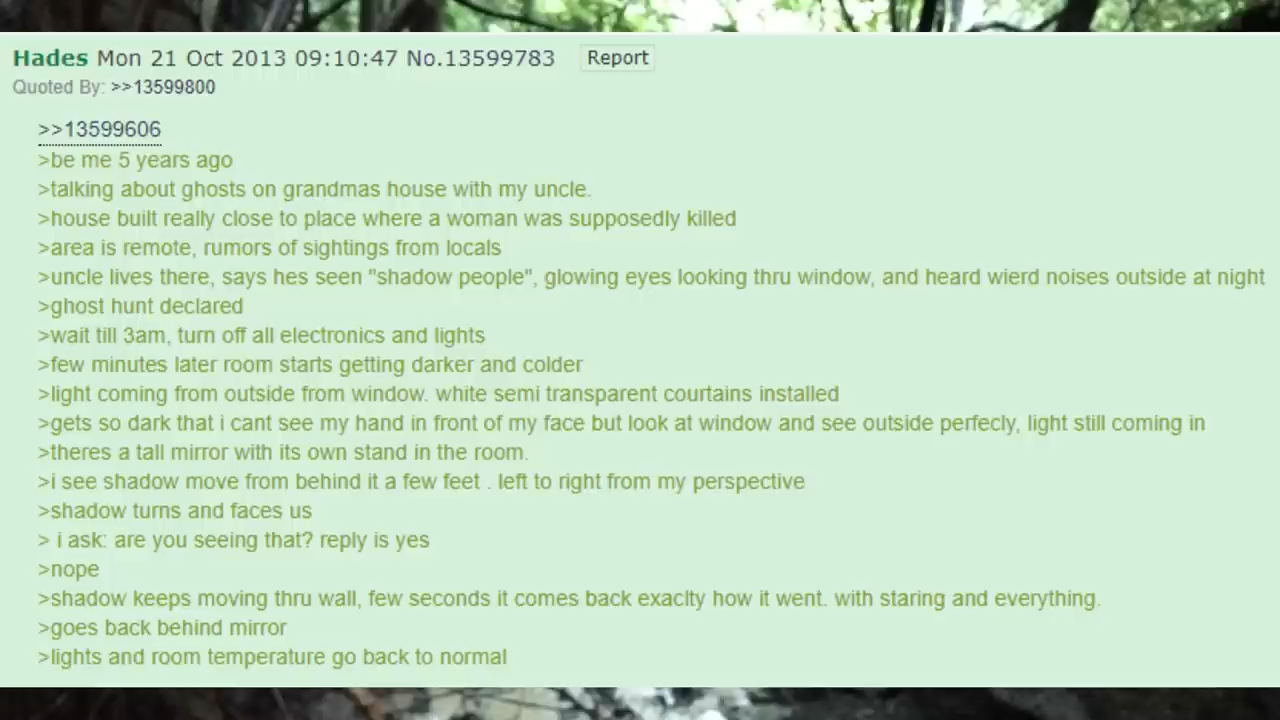 Hades Mon 21 Oct 2013 09:10:47 No.13599783 Report
Quoted By: >>13599800
>>13599606
>be me 5 years ago
>talking about ghosts on grandmas house with my uncle.
>house built really close to place where a woman was supposedly killed
>area is remote, rumors of sightings from locals
>uncle lives there, says hes seen "shadow people", glowing eyes looking thru window, and heard wierd noises outside at night
>ghost hunt declared
>wait till 3am, turn off all electronics and lights
>few minutes later room starts getting darker and colder
>light coming from outside from window. white semi transparent courtains installed
>gets so dark that i cant see my hand in front of my face but look at window and see outside perfecly, light still coming in
>theres a tall mirror with its own stand in the room.
>i see shadow move from behind it a few feet . left to right from my perspective
>shadow turns and faces us
> i ask: are you seeing that? reply is yes
>nope
>shadow keeps moving thru wall, few seconds it comes back exaclty how it went. with staring and everything.
>goes back behind mirror
>lights and room temperature go back to normal